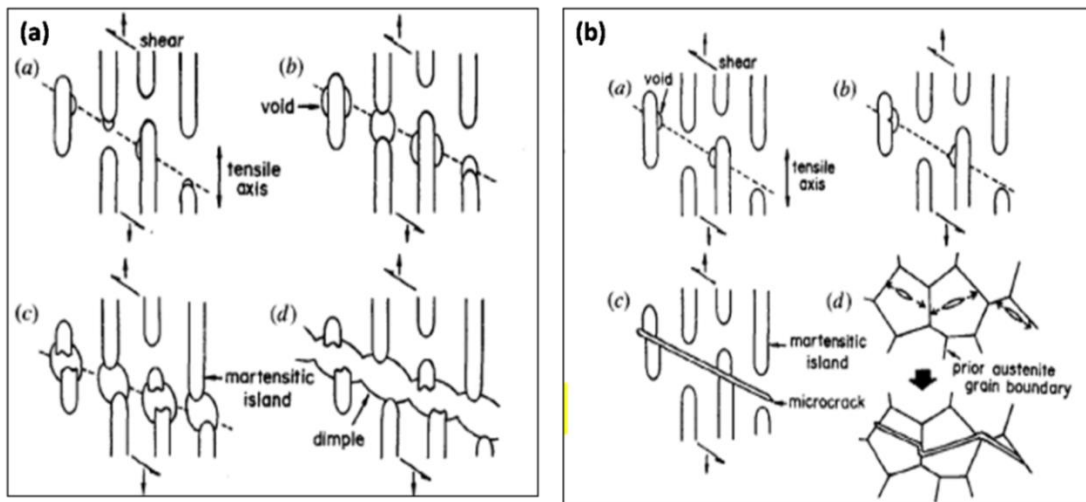 (a)
shear
(a)
(b)
void
tensile
axis
(c)
(d)
martensitic
island
dimple
(b)
(a)
void
shear
(b)
tensile
axis
(c)
(d)
martensitic
island
prior austenite
grain boundary
microcrack